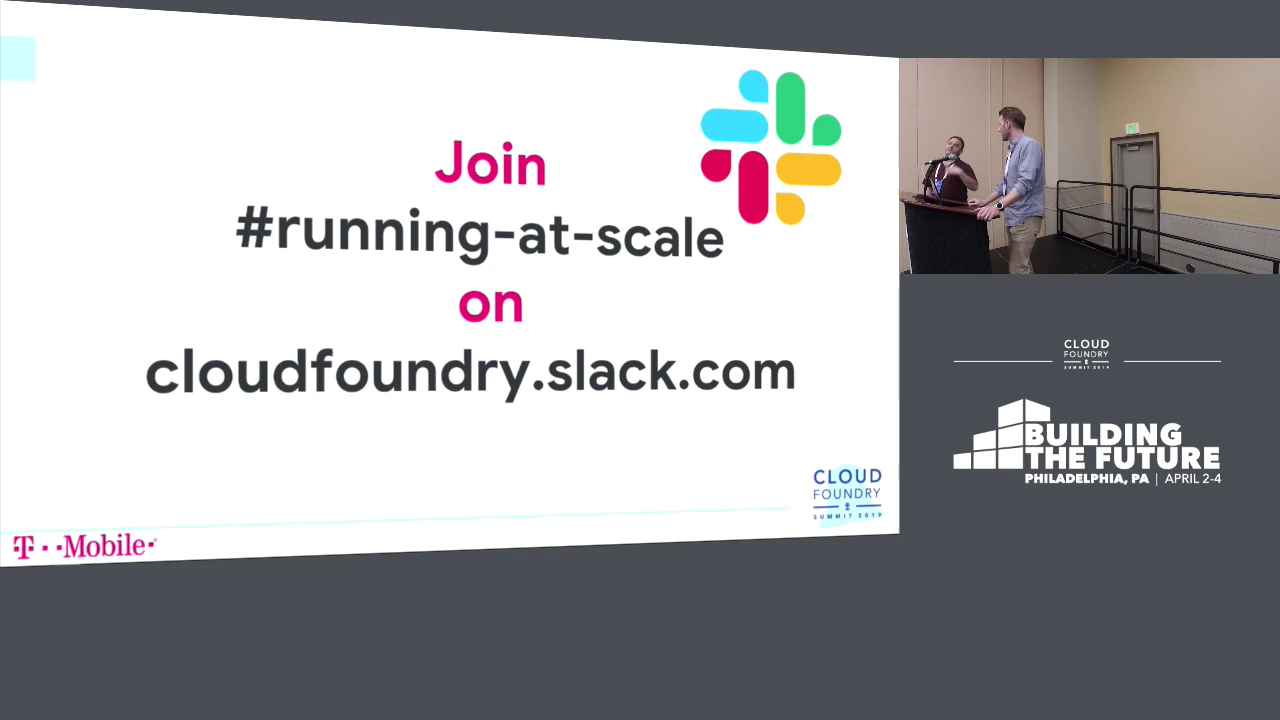 Join
#running-at-scale
on
cloudfoundry.slack.com
CLOUD
FOUNDRY
SUMMIT 2019
T··Mobile·
CLOUD
FOUNDRY
SUMMIT 2019
BUILDING
THE FUTURE
PHILADELPHIA, PA | APRIL 2-4